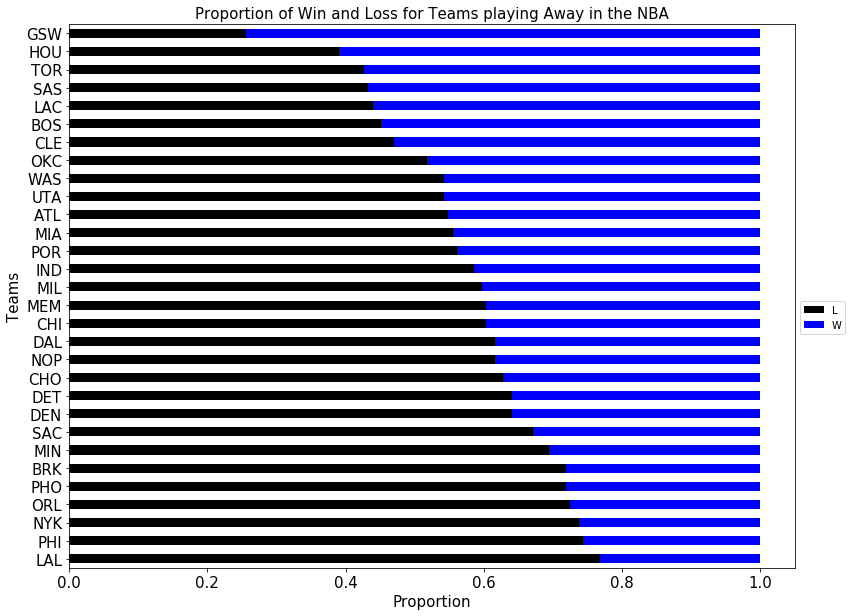 Proportion of Win and Loss for Teams playing Away in the NBA
GSW
HOU
TOR
SAS
LAC
BOS
CLE
OKC
WAS
UTA
ATL
MIA
POR
IND
MIL
MEM
CHI
DAL
NOP
CHO
DET
DEN
SAC
MIN
BRK
PHO
ORL
NYK
PHI
LAL
Teams
0.0 0.2 0.4 0.6 0.8 1.0
Proportion
L
W